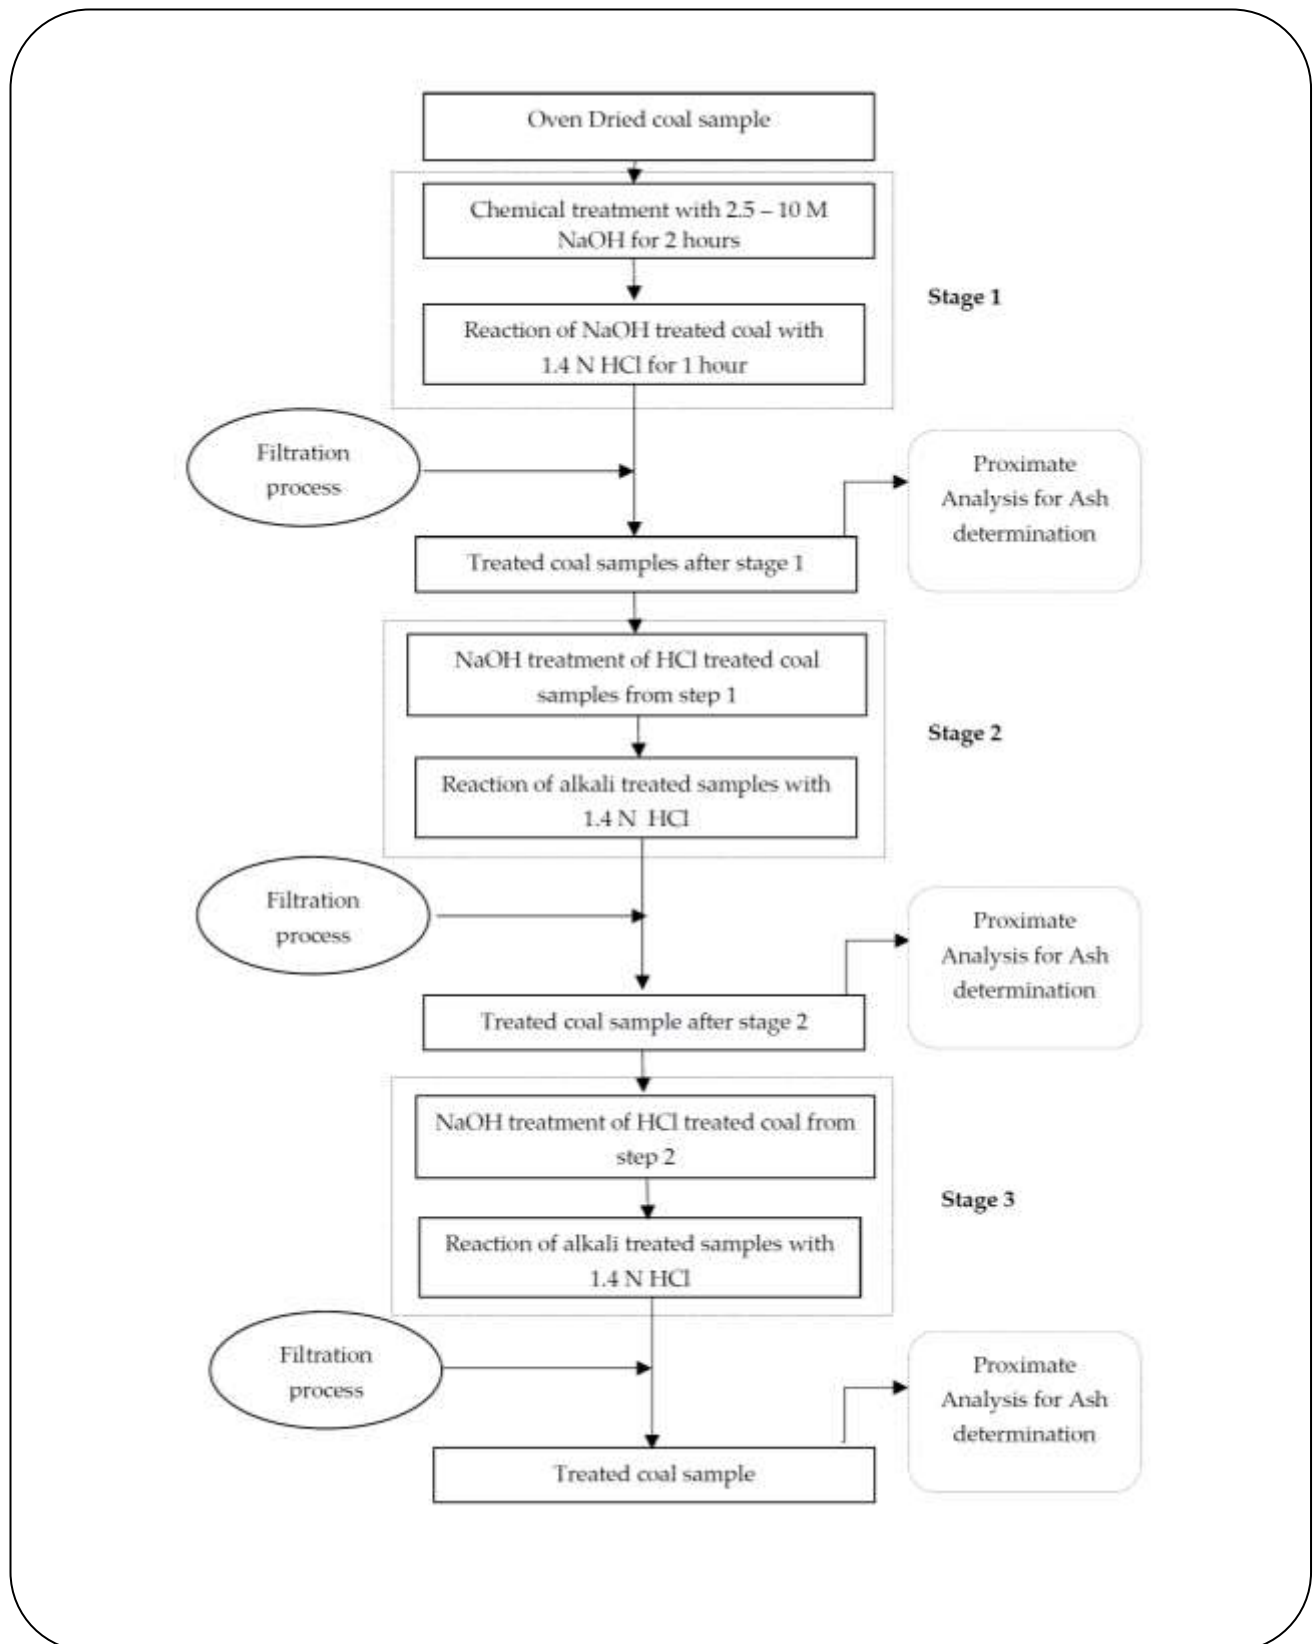 Oven Dried coal sample
Chemical treatment with 2.5 – 10 M
NaOH for 2 hours
Stage 1
Reaction of NaOH treated coal with
1.4 N HCl for 1 hour
Filtration
process
Proximate
Analysis for Ash
determination
Treated coal samples after stage 1
NaOH treatment of HCl treated coal
samples from step 1
Stage 2
Reaction of alkali treated samples with
1.4 N HCl
Filtration
process
Proximate
Analysis for Ash
determination
Treated coal sample after stage 2
NaOH treatment of HCl treated coal from
step 2
Stage 3
Reaction of alkali treated samples with
1.4 N HCl
Filtration
process
Proximate
Analysis for Ash
determination
Treated coal sample